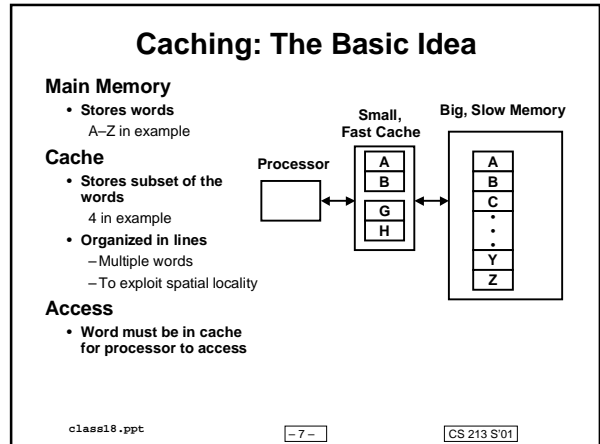 Caching: The Basic Idea
Main Memory
• Stores words
A–Z in example
Cache
• Stores subset of the
words
4 in example
• Organized in lines
– Multiple words
– To exploit spatial locality
Access
• Word must be in cache
for processor to access
Processor
Small,
Fast Cache
A
B
G
H
Big, Slow Memory
A
B
C
•
•
•
Y
Z
class18.ppt
– 7 –
CS 213 S'01